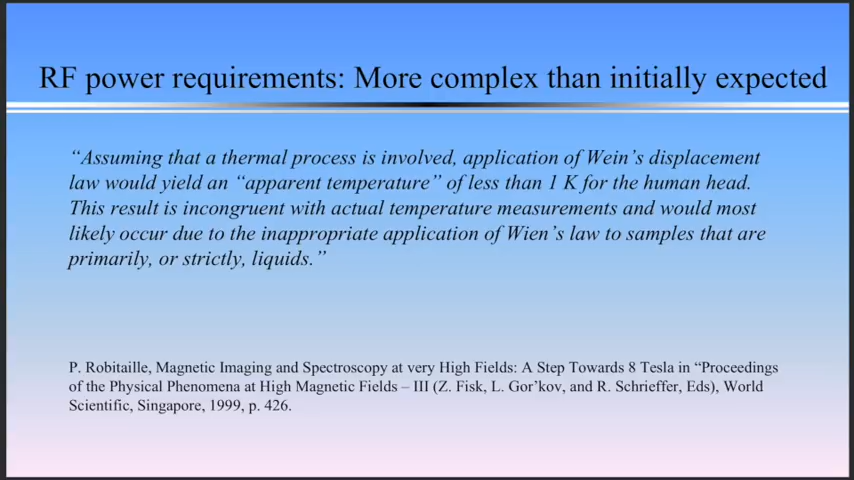 RF power requirements: More complex than initially expected
“Assuming that a thermal process is involved, application of Wein’s displacement
law would yield an “apparent temperature” of less than 1 K for the human head.
This result is incongruent with actual temperature measurements and would most
likely occur due to the inappropriate application of Wien’s law to samples that are
primarily, or strictly, liquids.”
P. Robitaille, Magnetic Imaging and Spectroscopy at very High Fields: A Step Towards 8 Tesla in “Proceedings
of the Physical Phenomena at High Magnetic Fields – III (Z. Fisk, L. Gor’kov, and R. Schrieffer, Eds), World
Scientific, Singapore, 1999, p. 426.